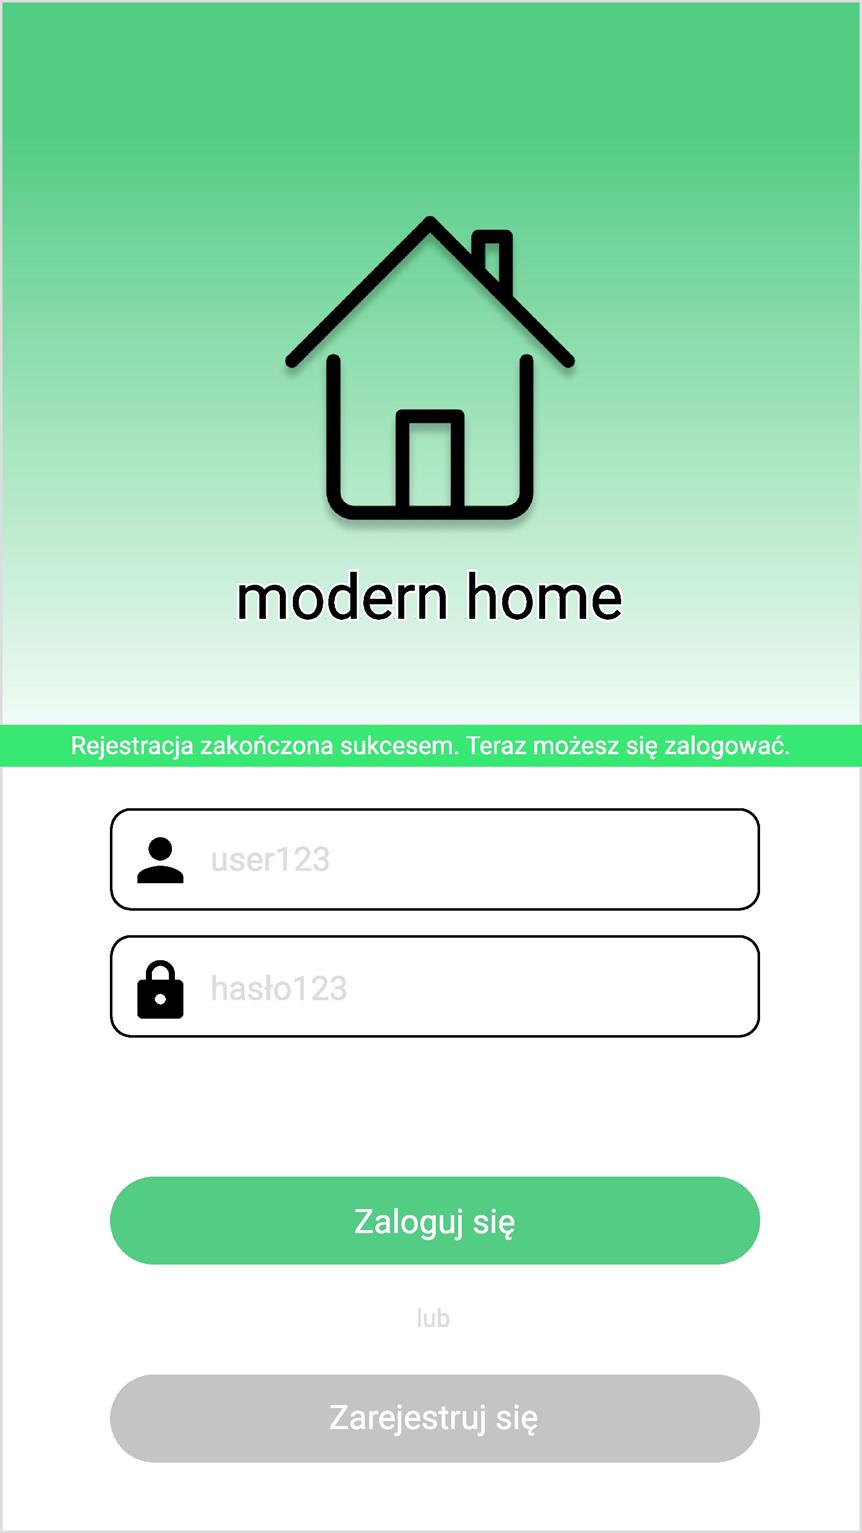 modern home
Rejestracja zakończona sukcesem. Teraz możesz się zalogować.
user123
hasło123
Zaloguj się
lub
Zarejestruj się